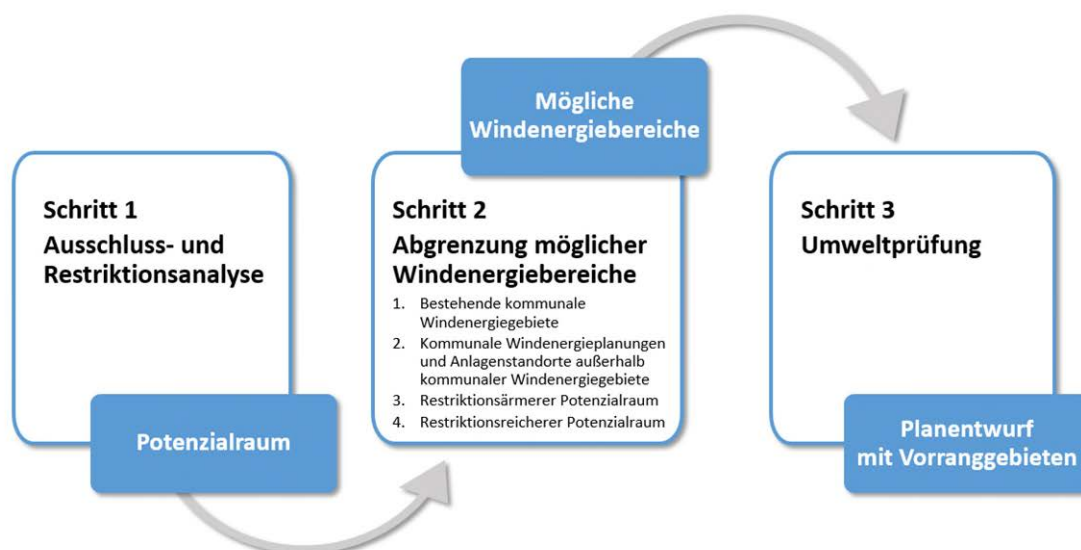 Schritt 1
Ausschluss- und
Restriktionsanalyse
Potenzialraum
Mögliche
Windenergiebereiche
Schritt 2
Abgrenzung möglicher
Windenergiebereiche
1. Bestehende kommunale
Windenergiegebiete
2. Kommunale Windenergieplanungen
und Anlagenstandorte außerhalb
kommunaler Windenergiegebiete
3. Restriktionsärmerer Potenzialraum
4. Restriktionsreicherer Potenzialraum
Schritt 3
Umweltprüfung
Planentwurf
mit Vorranggebieten